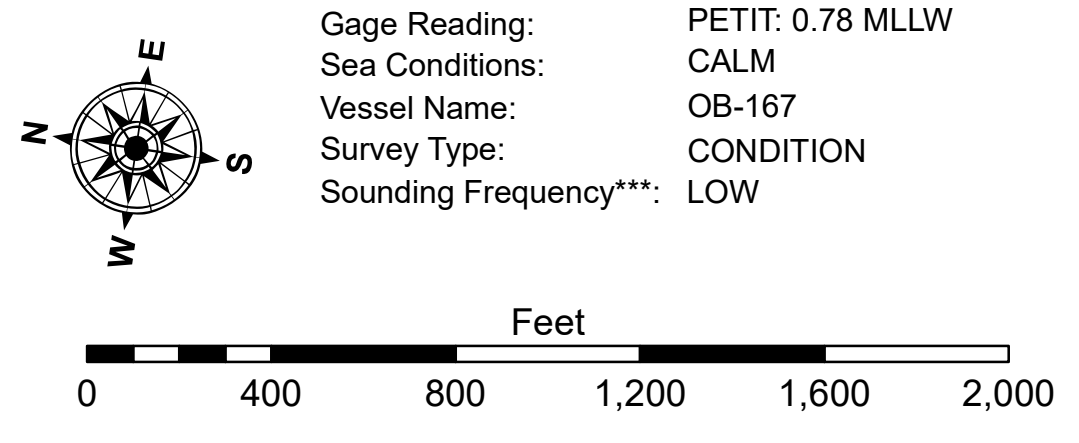 E
N
S
W
Gage Reading: PETIT: 0.78 MLLW
Sea Conditions: CALM
Vessel Name: OB-167
Survey Type: CONDITION
Sounding Frequency***: LOW
Feet
0 400 800 1,200 1,600 2,000